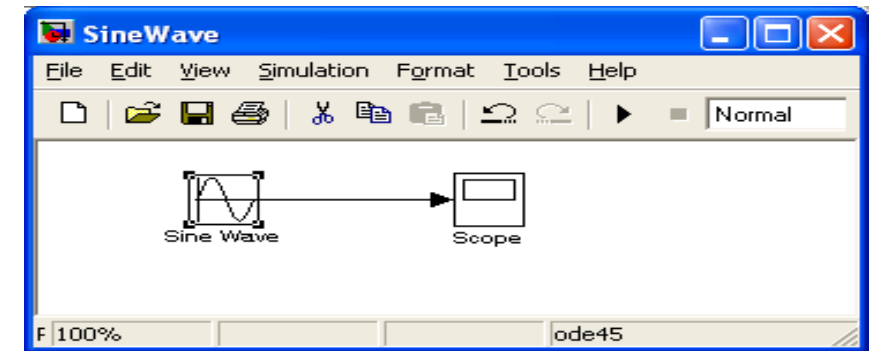 SineWave
File Edit View Simulation Format Tools Help
Normal
Sine Wave Scope
F 100% ode45